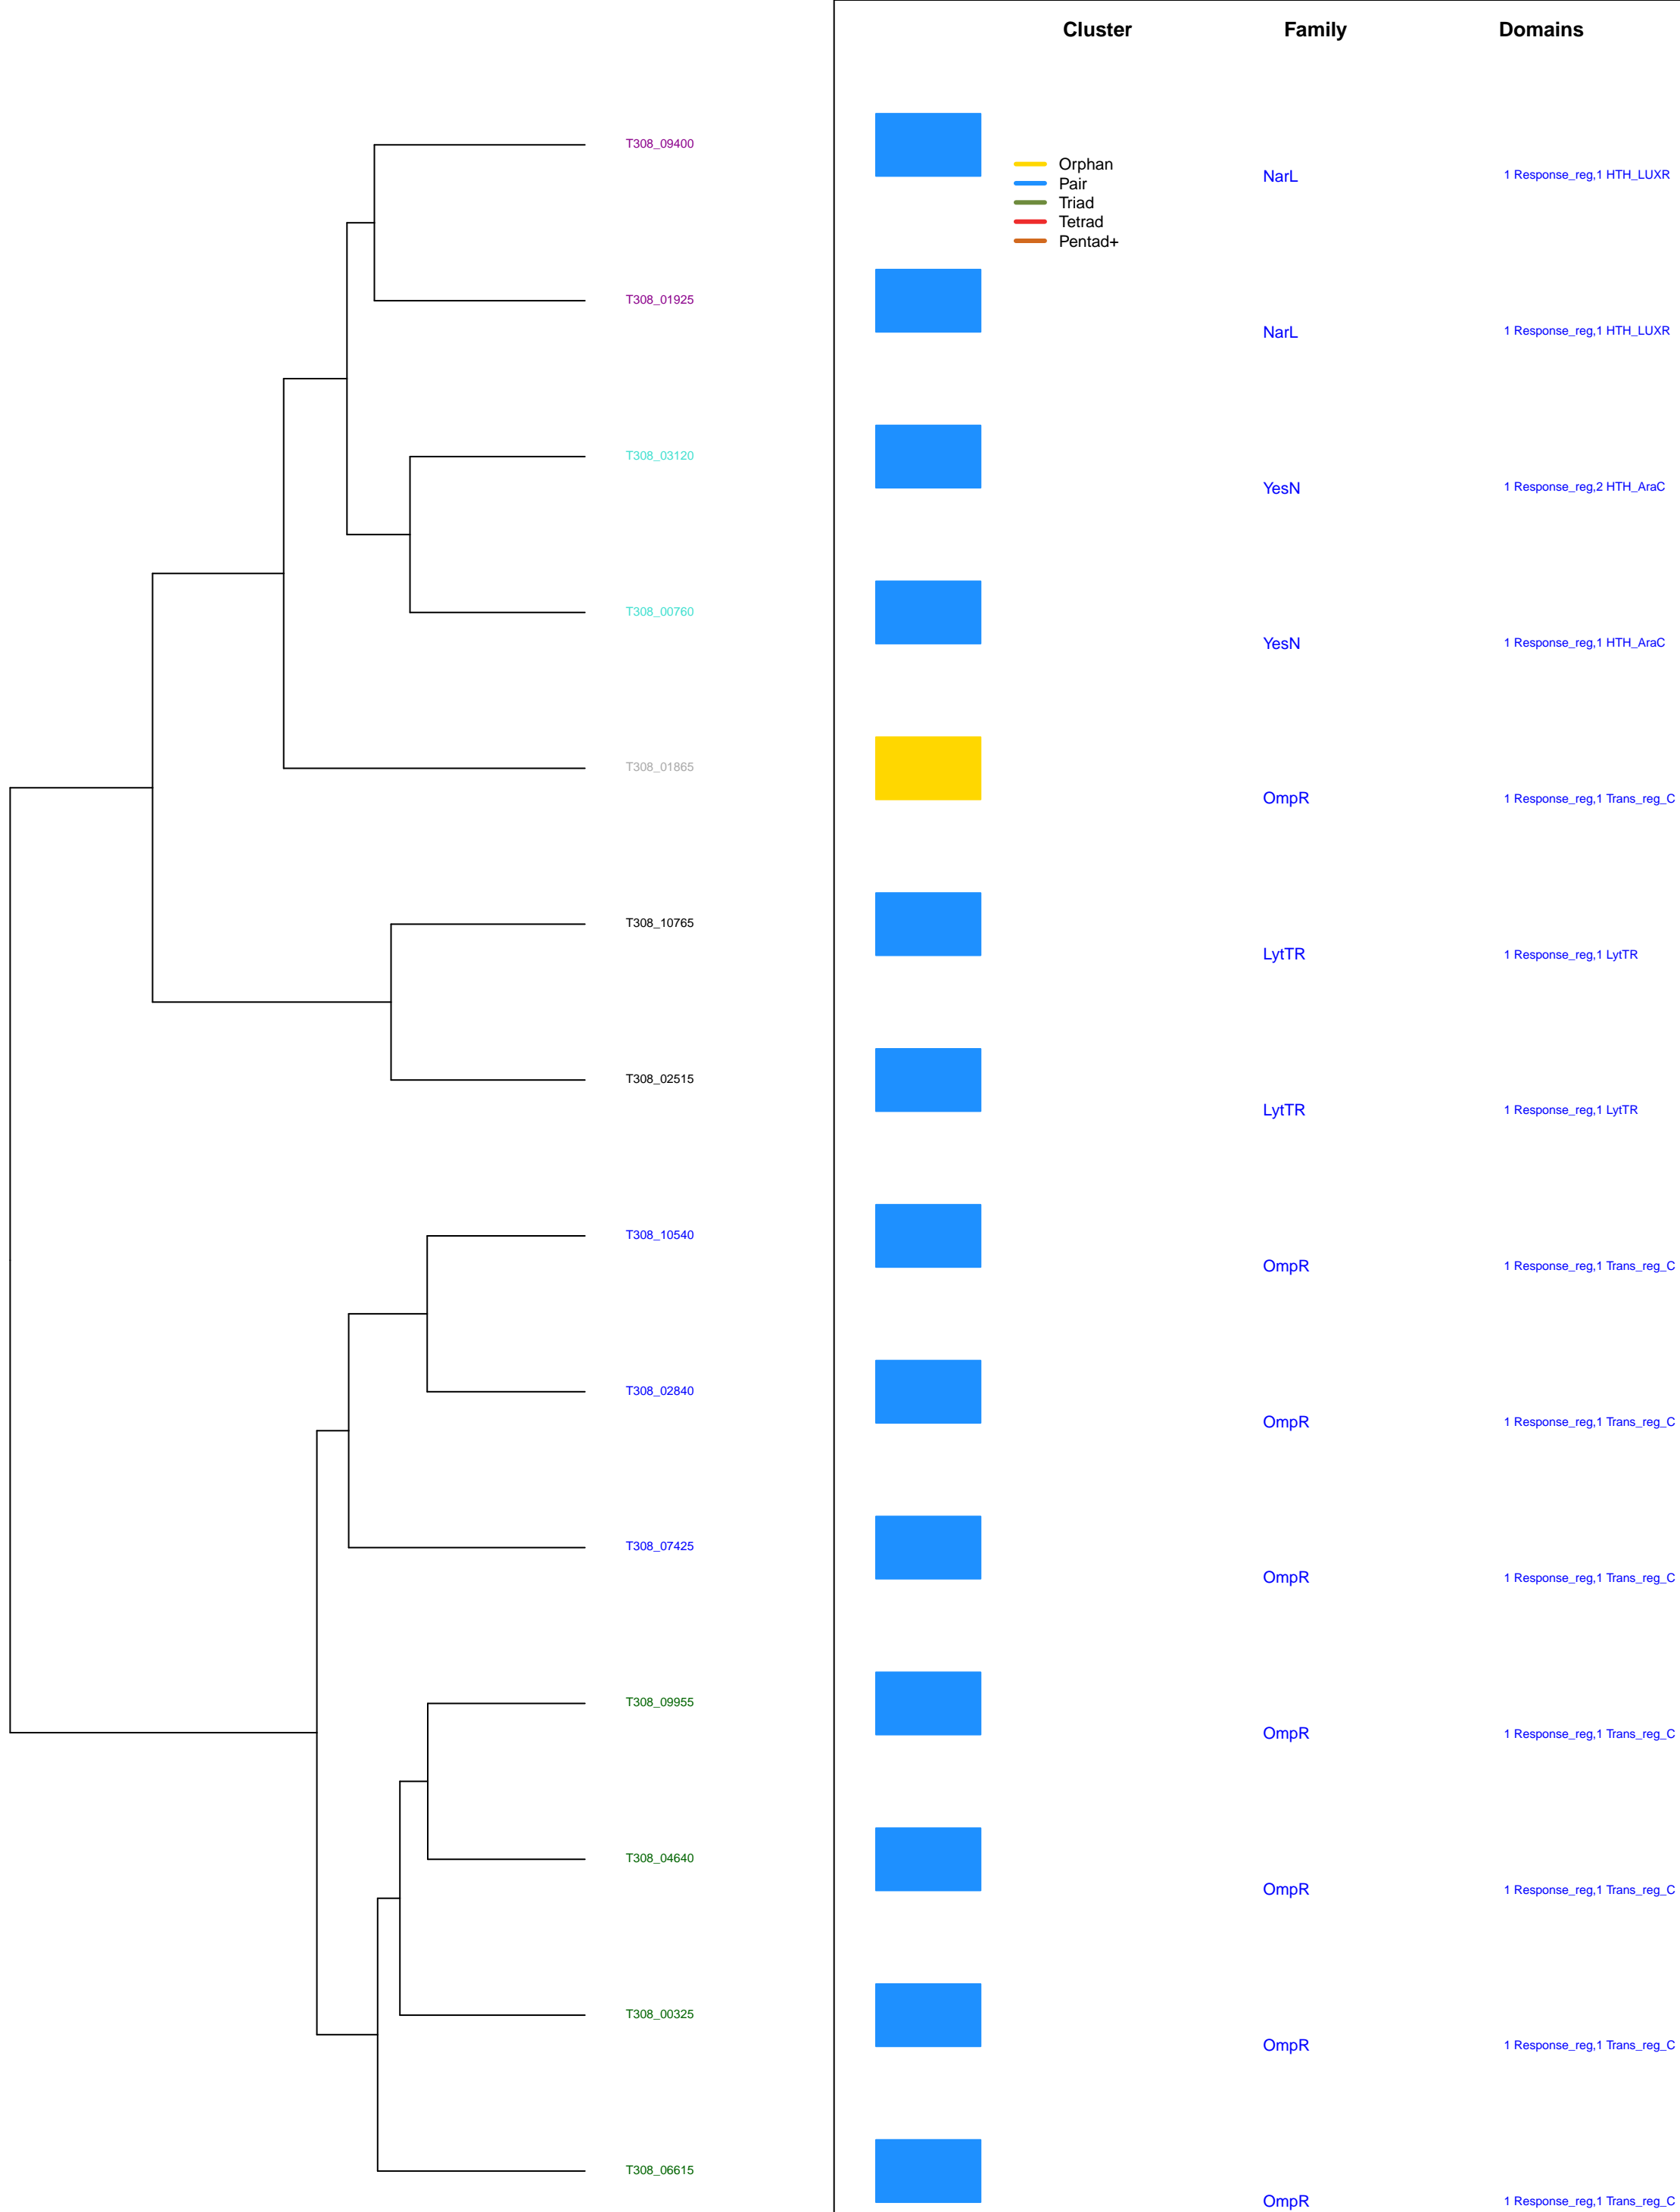 Cluster Family Domains
T308_09400
Orphan
Pair
NarL 1 Response_reg,1 HTH_LUXR
Triad
Tetrad
Pentad+
T308_01925
NarL 1 Response_reg,1 HTH_LUXR
T308_03120
YesN 1 Response_reg,2 HTH_AraC
T308_00760
YesN 1 Response_reg,1 HTH_AraC
T308_01865
OmpR 1 Response_reg,1 Trans_reg_C
T308_10765
LytTR 1 Response_reg,1 LytTR
T308_02515
LytTR 1 Response_reg,1 LytTR
T308_10540
OmpR 1 Response_reg,1 Trans_reg_C
T308_02840
OmpR 1 Response_reg,1 Trans_reg_C
T308_07425
OmpR 1 Response_reg,1 Trans_reg_C
T308_09955
OmpR 1 Response_reg,1 Trans_reg_C
T308_04640
OmpR 1 Response_reg,1 Trans_reg_C
T308_00325
OmpR 1 Response_reg,1 Trans_reg_C
T308_06615
OmpR 1 Response_reg,1 Trans_reg_C